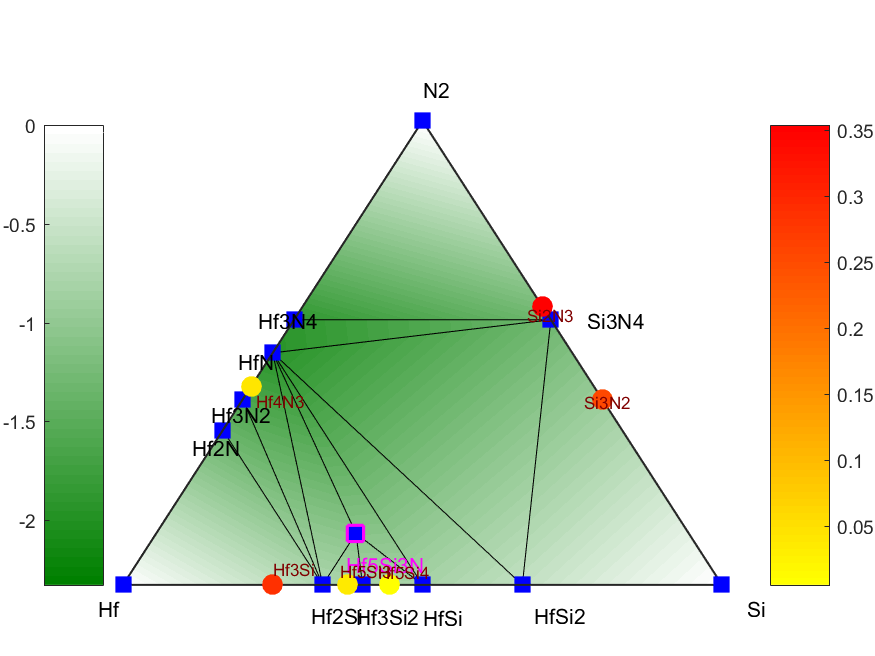 N2
0
-0.5
-1
-1.5
-2
0.35
0.3
0.25
0.2
0.15
0.1
0.05
Si2N3
Hf3N4
Si3N4
HfN
Hf4N3
Si3N2
Hf3N2
Hf2N
Hf5Si3N
Hf3Si
Hf5Si3
Hf5Si4
Hf
Hf2Si
Hf3Si2
HfSi
HfSi2
Si